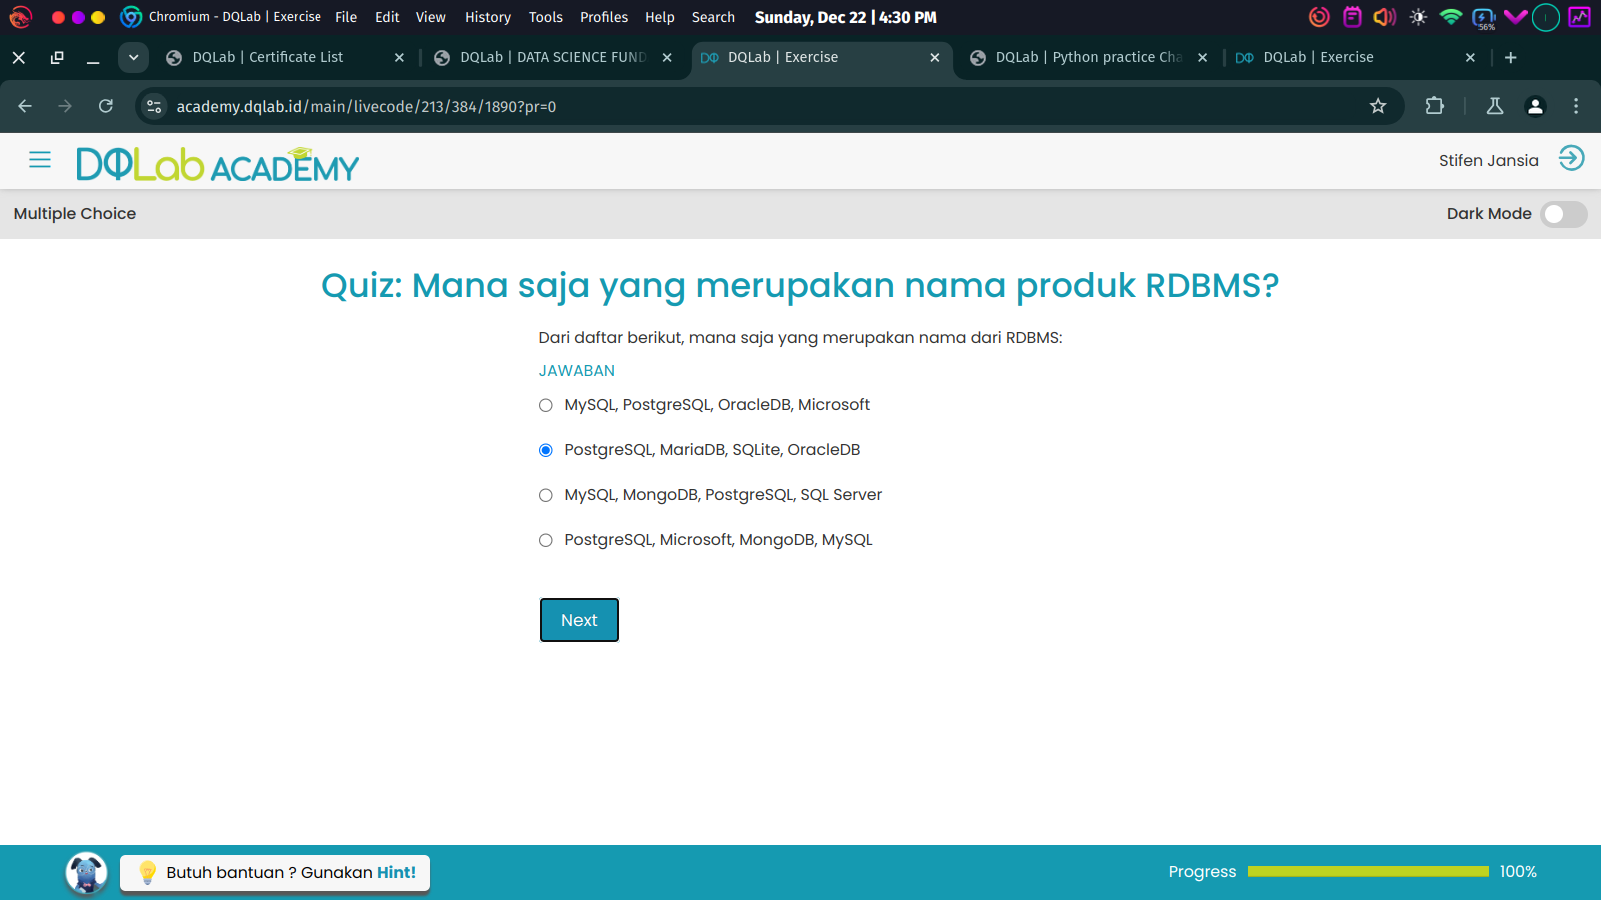 Chromium - DQLab | Exercise File Edit View History Tools Profiles Help Search Sunday, Dec 22 | 4:30 PM 56%
DQLab | Certificate List DQLab | DATA SCIENCE FUND DQLab | Exercise DQLab | Python practice Cha DQLab | Exercise
academy.dqlab.id/main/livecode/213/384/1890?pr=0
DQLab ACADEMY Stifen Jansia
Multiple Choice Dark Mode
Quiz: Mana saja yang merupakan nama produk RDBMS?
Dari daftar berikut, mana saja yang merupakan nama dari RDBMS:
JAWABAN
MySQL, PostgreSQL, OracleDB, Microsoft
PostgreSQL, MariaDB, SQLite, OracleDB
MySQL, MongoDB, PostgreSQL, SQL Server
PostgreSQL, Microsoft, MongoDB, MySQL
Next
Butuh bantuan ? Gunakan Hint! Progress 100%